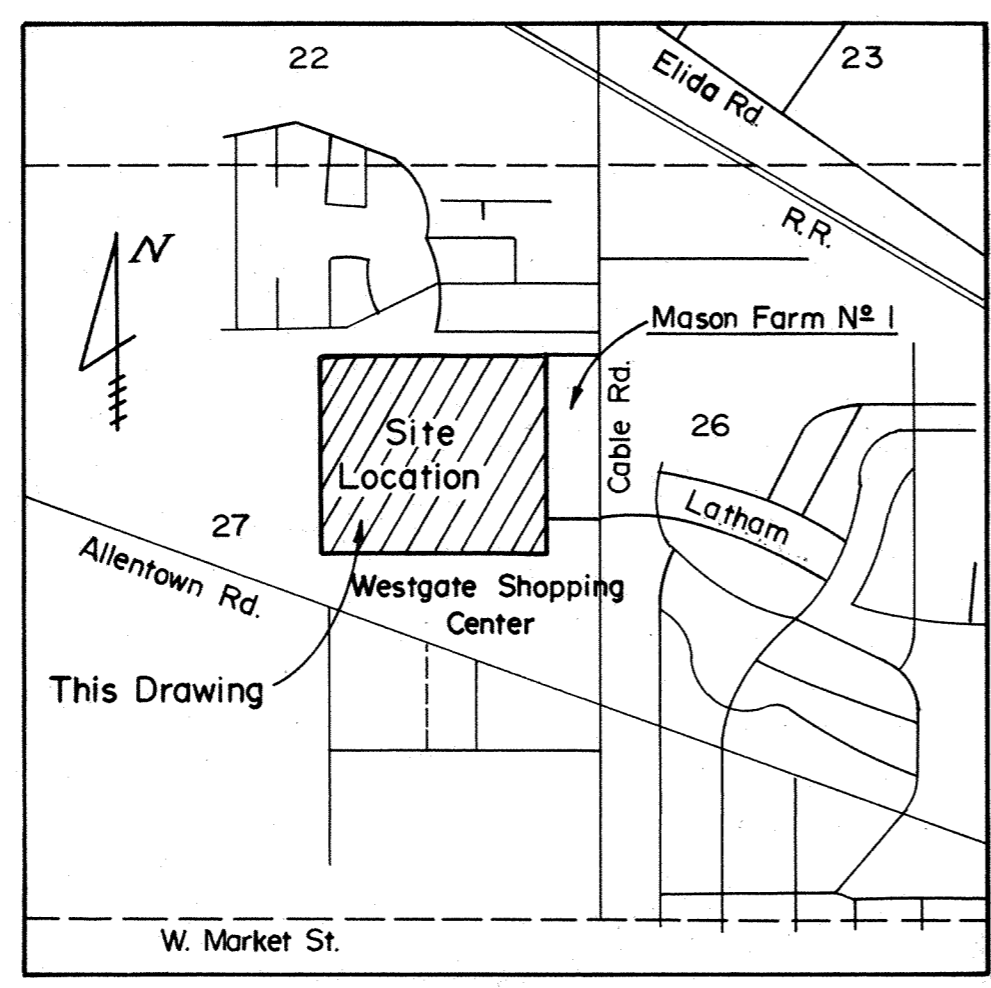 22
23
Elida Rd.
R.R.
N
Mason Farm Nº 1
Cable Rd.
26
Site
Location
Latham
27
Allentown Rd.
Westgate Shopping
Center
This Drawing
W. Market St.